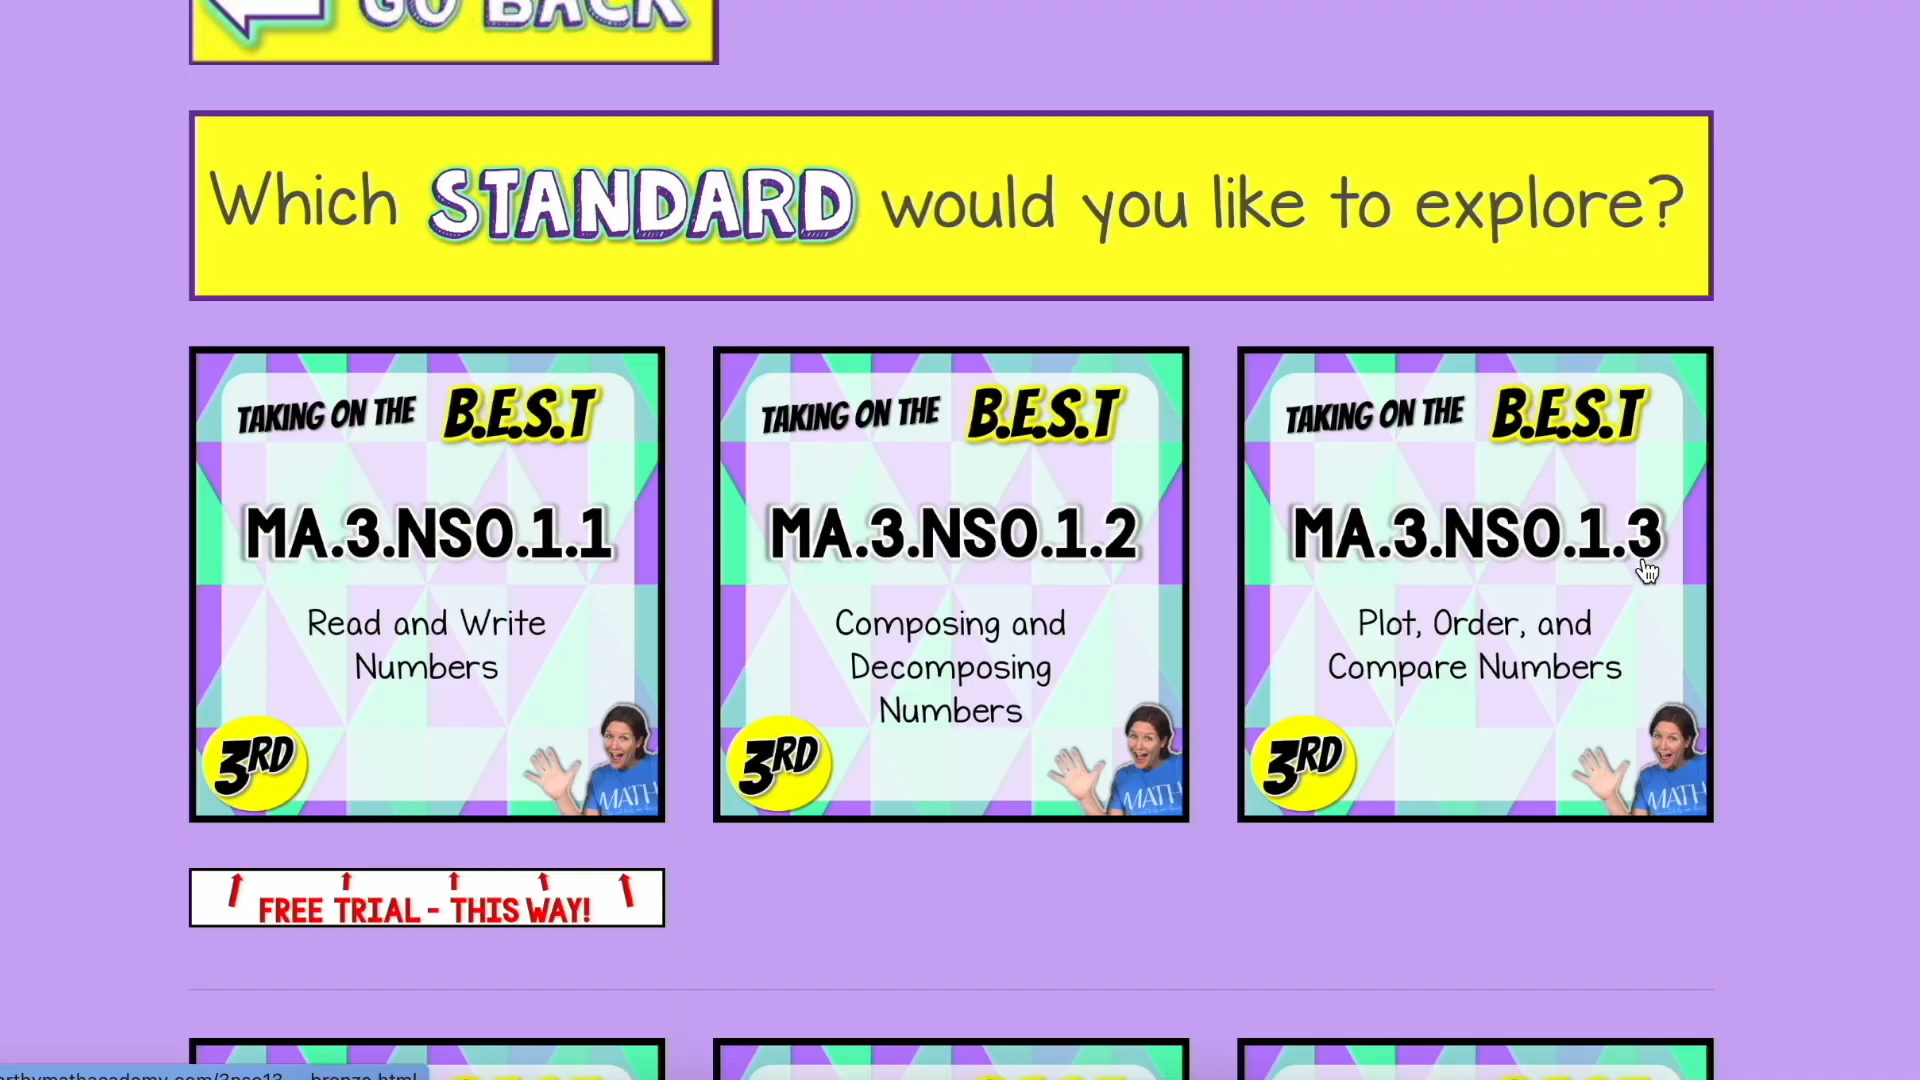 GO BACK
Which STANDARD would you like to explore?
TAKING ON THE B.E.S.T
MA.3.NSO.1.1
Read and Write
Numbers
3RD
MATH
TAKING ON THE B.E.S.T
MA.3.NSO.1.2
Composing and
Decomposing
Numbers
3RD
MATH
TAKING ON THE B.E.S.T
MA.3.NSO.1.3
Plot, Order, and
Compare Numbers
3RD
MATH
FREE TRIAL - THIS WAY!